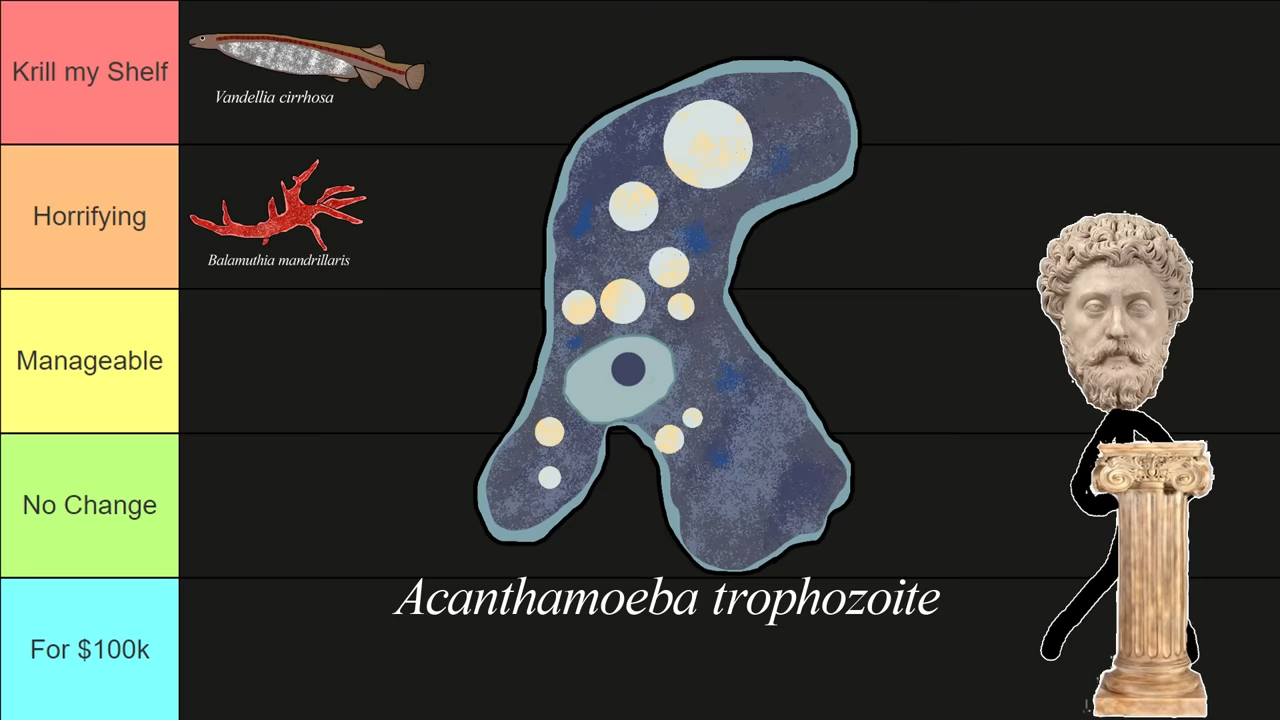 Krill my Shelf
Vandellia cirrhosa
Horrifying
Balamuthia mandrillaris
Manageable
No Change
Acanthamoeba trophozoite
For $100k